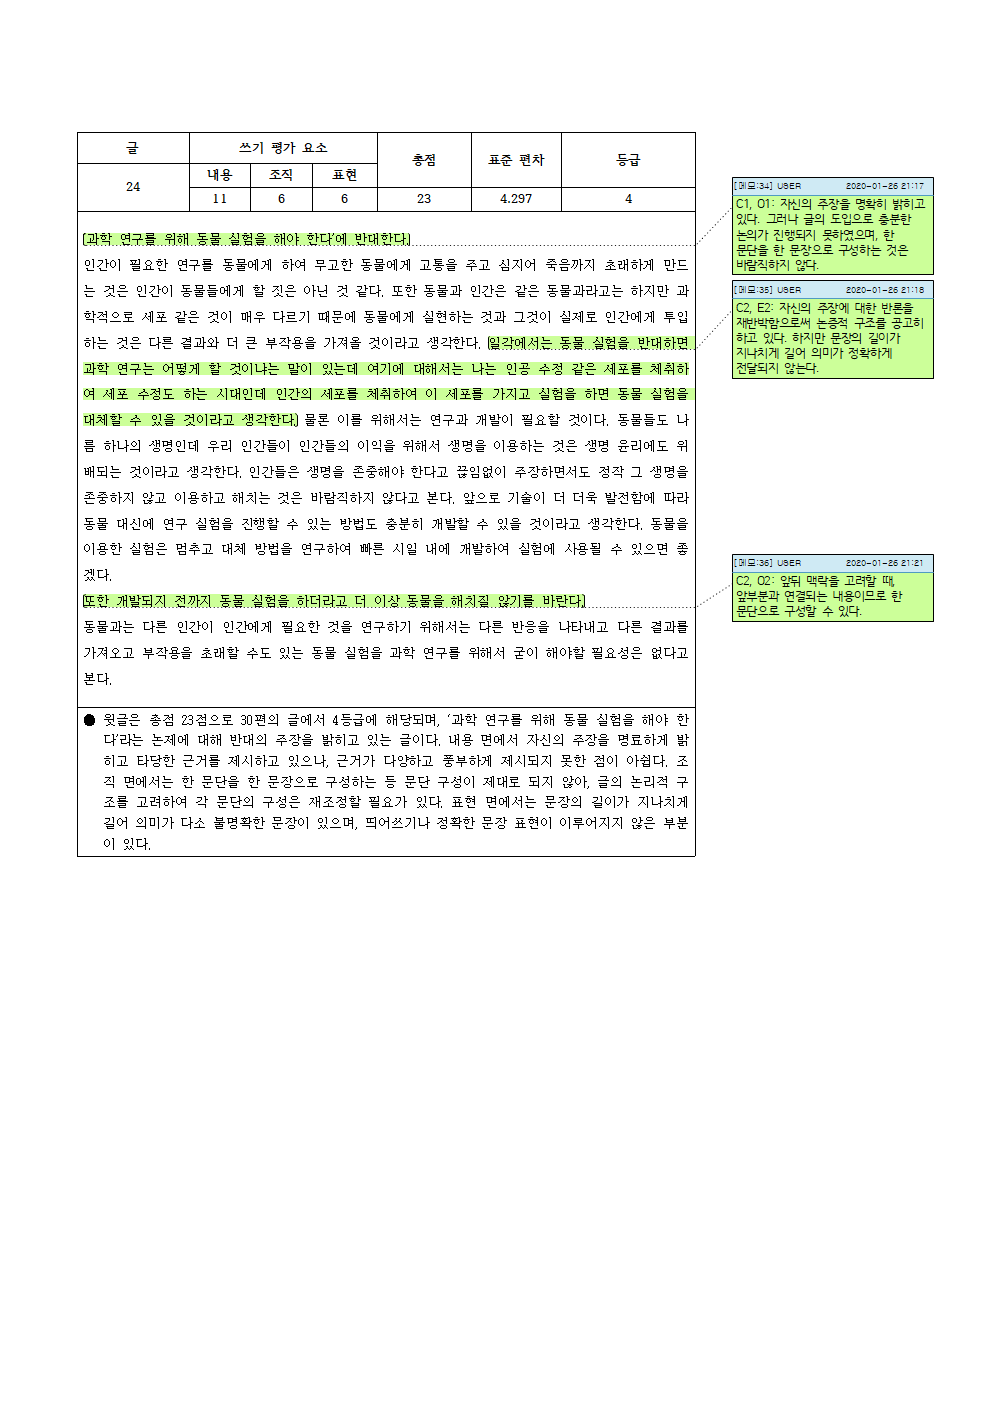 글 쓰기 평가 요소 총점 표준 편차 등급
24 내용 조직 표현
11 6 6 23 4.297 4
[과학 연구를 위해 동물 실험을 해야 한다'에 반대한다.]
인간이 필요한 연구를 동물에게 하여 무고한 동물에게 고통을 주고 심지어 죽음까지 초래하게 만드
는 것은 인간이 동물들에게 할 짓은 아닌 것 같다. 또한 동물과 인간은 같은 동물과라고는 하지만 과
학적으로 세포 같은 것이 매우 다르기 때문에 동물에게 실현하는 것과 그것이 실제로 인간에게 투입
하는 것은 다른 결과와 더 큰 부작용을 가져올 것이라고 생각한다. [일각에서는 동물 실험을 반대하면
과학 연구는 어떻게 할 것이냐는 말이 있는데 여기에 대해서는 나는 인공 수정 같은 세포를 체취하
여 세포 수정도 하는 시대인데 인간의 세포를 체취하여 이 세포를 가지고 실험을 하면 동물 실험을
대체할 수 있을 것이라고 생각한다.] 물론 이를 위해서는 연구과 개발이 필요할 것이다. 동물들도 나
름 하나의 생명인데 우리 인간들이 인간들의 이익을 위해서 생명을 이용하는 것은 생명 윤리에도 위
배되는 것이라고 생각한다. 인간들은 생명을 존중해야 한다고 끊임없이 주장하면서도 정작 그 생명을
존중하지 않고 이용하고 해치는 것은 바람직하지 않다고 본다. 앞으로 기술이 더 더욱 발전함에 따라
동물 대신에 연구 실험을 진행할 수 있는 방법도 충분히 개발할 수 있을 것이라고 생각한다. 동물을
이용한 실험은 멈추고 대체 방법을 연구하여 빠른 시일 내에 개발하여 실험에 사용될 수 있으면 좋
겠다.
[또한 개발되지 전까지 동물 실험을 하더라고 더 이상 동물을 해치질 않기를 바란다.]
동물과는 다른 인간이 인간에게 필요한 것을 연구하기 위해서는 다른 반응을 나타내고 다른 결과를
가져오고 부작용을 초래할 수도 있는 동물 실험을 과학 연구를 위해서 굳이 해야할 필요성은 없다고
본다.
● 윗글은 총점 23점으로 30편의 글에서 4등급에 해당되며, '과학 연구를 위해 동물 실험을 해야 한
다'라는 논제에 대해 반대의 주장을 밝히고 있는 글이다. 내용 면에서 자신의 주장을 명료하게 밝
히고 타당한 근거를 제시하고 있으나, 근거가 다양하고 풍부하게 제시되지 못한 점이 아쉽다. 조
직 면에서는 한 문단을 한 문장으로 구성하는 등 문단 구성이 제대로 되지 않아, 글의 논리적 구
조를 고려하여 각 문단의 구성은 재조정할 필요가 있다. 표현 면에서는 문장의 길이가 지나치게
길어 의미가 다소 불명확한 문장이 있으며, 띄어쓰기나 정확한 문장 표현이 이루어지지 않은 부분
이 있다.
[메모:34] USER 2020-01-26 21:17
C1, O1: 자신의 주장을 명확히 밝히고
있다. 그러나 글의 도입으로 충분한
논의가 진행되지 못하였으며, 한
문단을 한 문장으로 구성하는 것은
바람직하지 않다.
[메모:35] USER 2020-01-26 21:18
C2, E2: 자신의 주장에 대한 반론을
재반박함으로써 논증적 구조를 공고히
하고 있다. 하지만 문장의 길이가
지나치게 길어 의미가 정확하게
전달되지 않는다.
[메모:36] USER 2020-01-26 21:21
C2, O2: 앞뒤 맥락을 고려할 때,
앞부분과 연결되는 내용이므로 한
문단으로 구성할 수 있다.